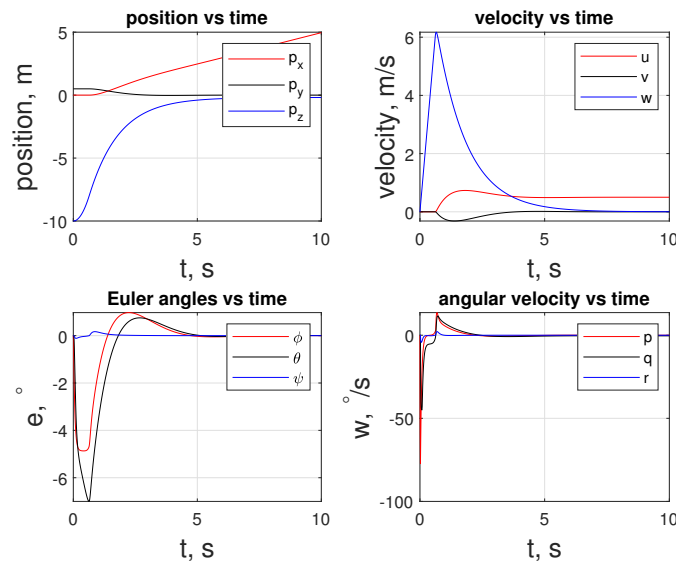 position vs time
position, m
5
0
-5
-10
p_x
p_y
p_z
0
5
10
t, s
velocity vs time
velocity, m/s
6
4
2
0
u
v
w
0
5
10
t, s
Euler angles vs time
e, °
0
-2
-4
-6
ϕ
θ
ψ
0
5
10
t, s
angular velocity vs time
w, °/s
0
-50
-100
p
q
r
0
5
10
t, s